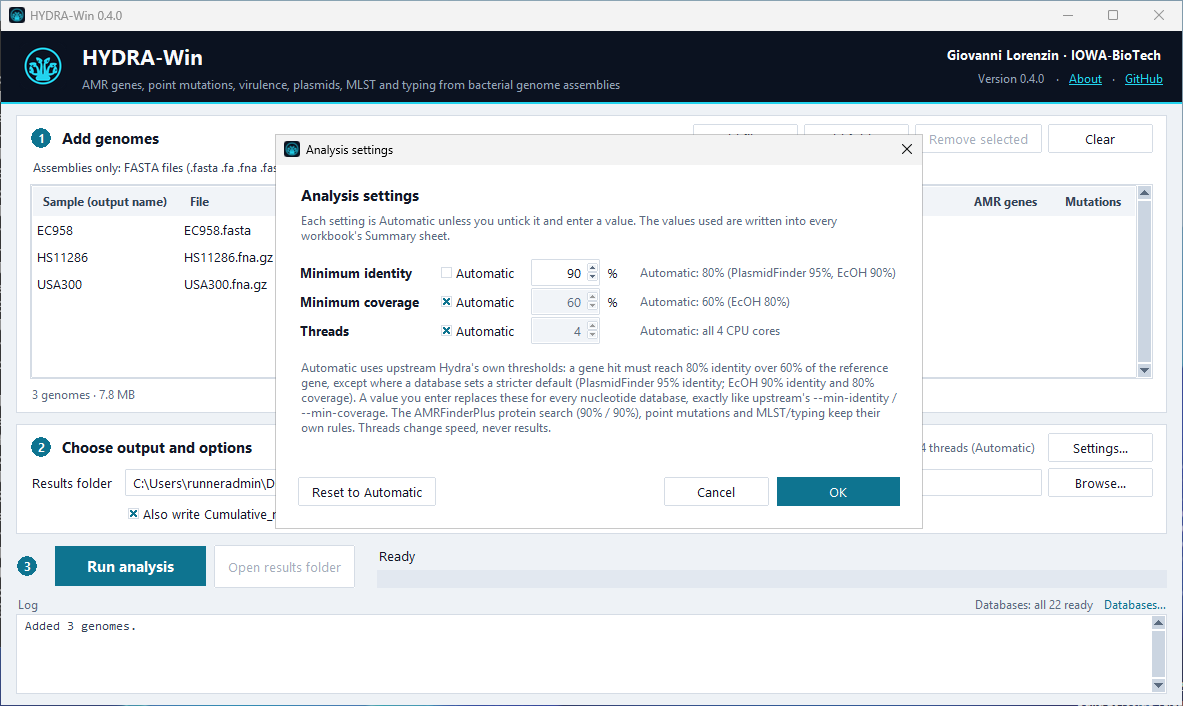 HYDRA-Win 0.4.0
HYDRA-Win
AMR genes, point mutations, virulence, plasmids, MLST and typing from bacterial genome assemblies
Giovanni Lorenzin · IOWA-BioTech
Version 0.4.0 · About · GitHub
1 Add genomes
Remove selected
Clear
Assemblies only: FASTA files (.fasta .fa .fna
Sample (output name) File AMR genes Mutations
EC958 EC958.fasta
HS11286 HS11286.fna.gz
USA300 USA300.fna.gz
3 genomes · 7.8 MB
Analysis settings
Analysis settings
Each setting is Automatic unless you untick it and enter a value. The values used are written into every
workbook's Summary sheet.
Minimum identity Automatic 90 % Automatic: 80% (PlasmidFinder 95%, EcOH 90%)
Minimum coverage Automatic 60 % Automatic: 60% (EcOH 80%)
Threads Automatic 4 Automatic: all 4 CPU cores
Automatic uses upstream Hydra's own thresholds: a gene hit must reach 80% identity over 60% of the reference
gene, except where a database sets a stricter default (PlasmidFinder 95% identity; EcOH 90% identity and 80%
coverage). A value you enter replaces these for every nucleotide database, exactly like upstream's --min-identity /
--min-coverage. The AMRFinderPlus protein search (90% / 90%), point mutations and MLST/typing keep their
own rules. Threads change speed, never results.
Reset to Automatic Cancel OK
2 Choose output and options
threads (Automatic) Settings...
Results folder C:\Users\runneradmin\D Browse...
Also write Cumulative_
3 Run analysis Open results folder Ready
Log Databases: all 22 ready Databases...
Added 3 genomes.